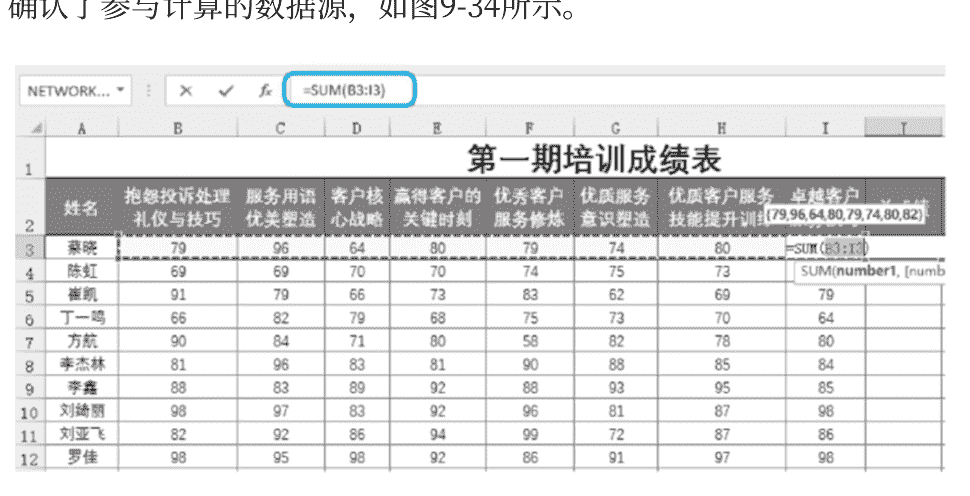 确认了参与计算的数据源，如图9-34所示。
NETWORK... =SUM(B3:I3)
A B C D E F G H I J
1 第一期培训成绩表
2 姓名 抱怨投诉处理礼仪与技巧 服务用语优美塑造 客户核心战略 赢得客户的关键时刻 优秀客户服务修炼 优质服务意识塑造 优质客户服务技能提升训 卓越客户
{79,96,64,80,79,74,80,82}
3 蔡晓 79 96 64 80 79 74 80 =SUM(B3:I3)
SUM(number1, [numb
4 陈虹 69 69 70 70 74 75 73
5 崔凯 91 79 66 73 83 62 69 79
6 丁一鸣 66 82 79 68 75 73 70 64
7 方航 90 84 71 80 58 82 78 80
8 李杰林 81 96 83 81 90 88 85 84
9 李鑫 88 83 89 92 88 93 95 85
10 刘绮丽 98 97 83 92 96 81 87 98
11 刘亚飞 82 92 86 94 99 72 87 86
12 罗佳 98 95 98 92 86 91 97 98